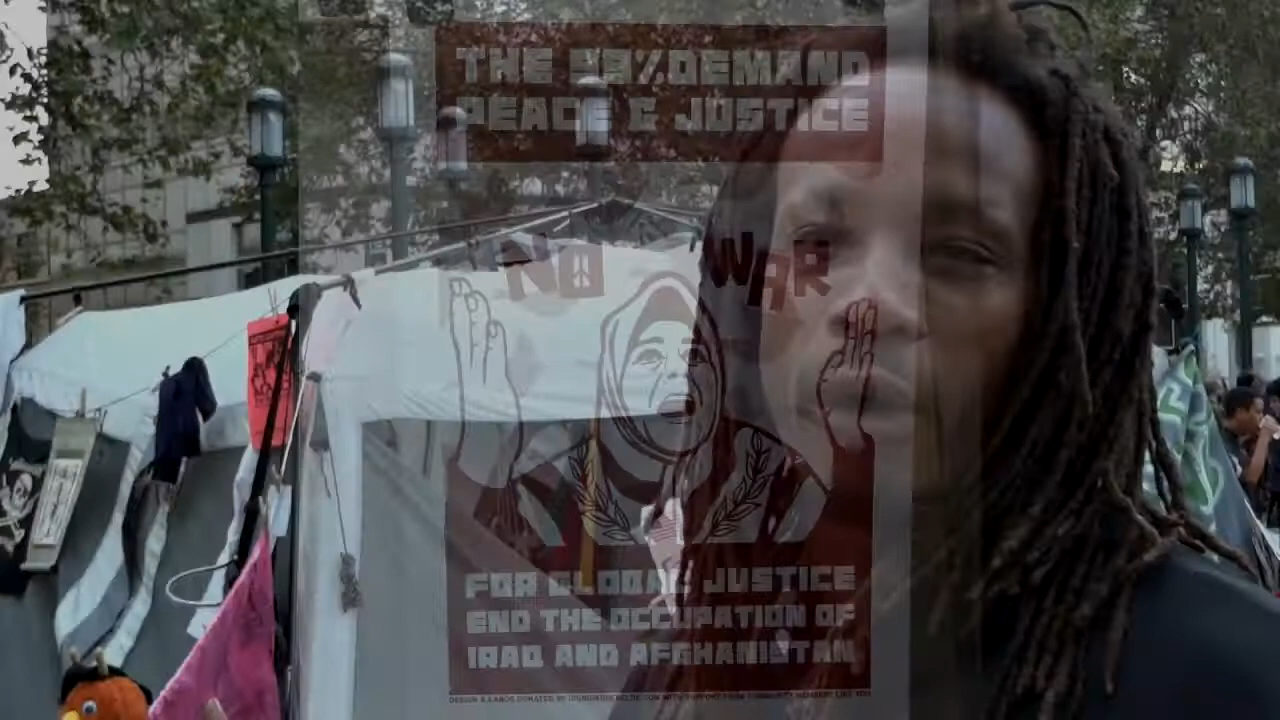 THE 99% DEMAND
PEACE & JUSTICE
NO WAR
FOR GLOBAL JUSTICE
END THE OCCUPATION OF
IRAQ AND AFGHANISTAN